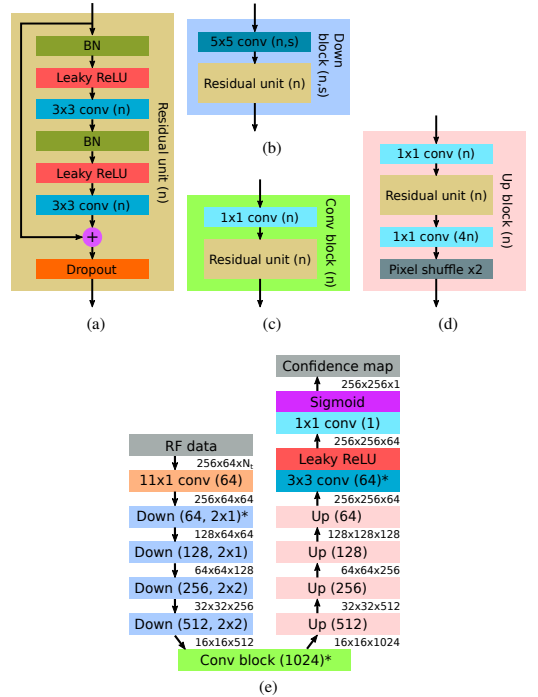 BN
Leaky ReLU
3x3 conv (n)
BN
Leaky ReLU
3x3 conv (n)
+
Dropout
Residual unit (n)
(a)
5x5 conv (n,s)
Residual unit (n)
Down
block (n,s)
(b)
1x1 conv (n)
Residual unit (n)
Conv block (n)
(c)
1x1 conv (n)
Residual unit (n)
1x1 conv (4n)
Pixel shuffle x2
Up block (n)
(d)
RF data
256x64xNt
11x1 conv (64)
256x64x64
Down (64, 2x1)*
128x64x64
Down (128, 2x1)
64x64x128
Down (256, 2x2)
32x32x256
Down (512, 2x2)
16x16x512
Conv block (1024)*
Confidence map
256x256x1
Sigmoid
1x1 conv (1)
256x256x64
Leaky ReLU
3x3 conv (64)*
256x256x64
Up (64)
128x128x128
Up (128)
64x64x256
Up (256)
32x32x512
Up (512)
16x16x1024
(e)